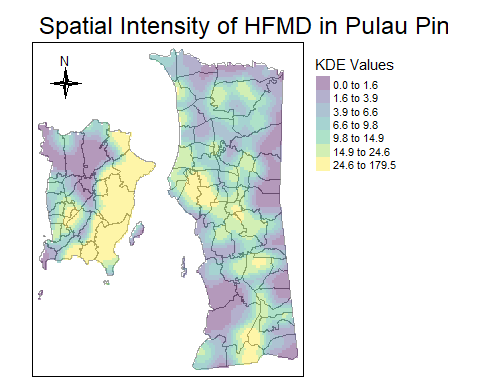 Spatial Intensity of HFMD in Pulau Pin
N
KDE Values
0.0 to 1.6
1.6 to 3.9
3.9 to 6.6
6.6 to 9.8
9.8 to 14.9
14.9 to 24.6
24.6 to 179.5